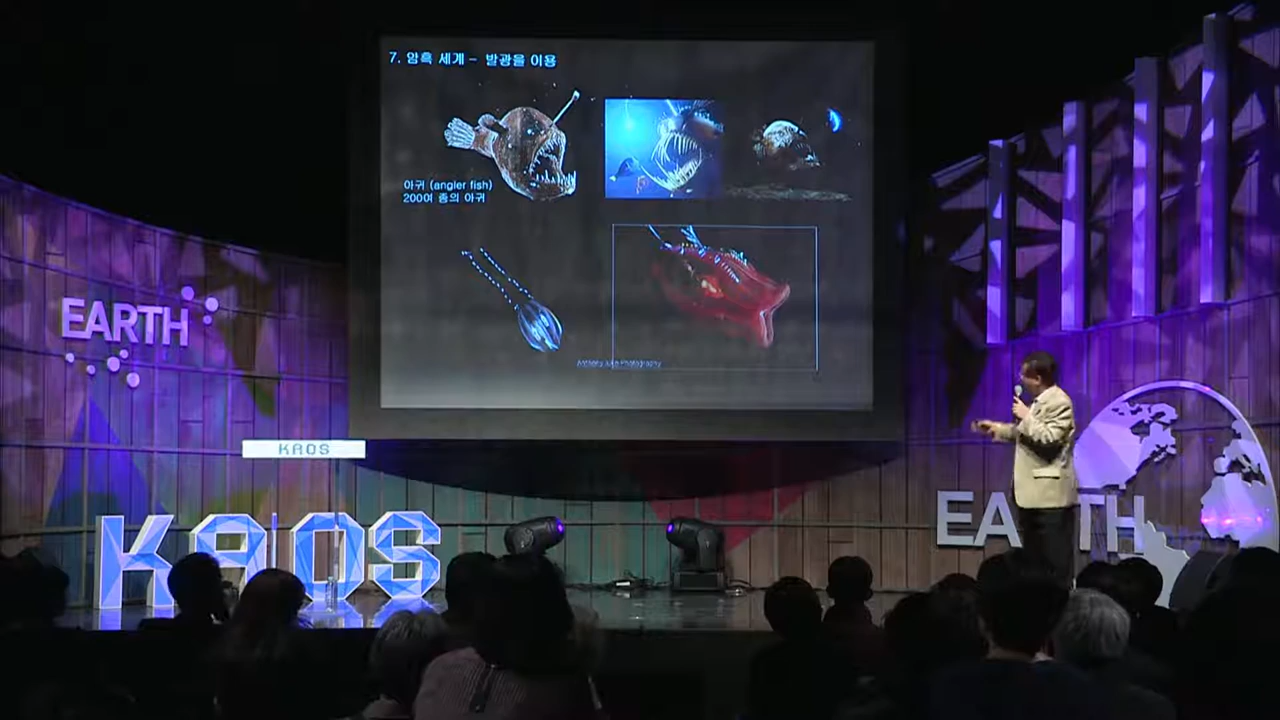 7. 암흑 세계 - 발광을 이용
아귀 (angler fish)
200여 종의 아귀
EARTH
KAOS
KAOS
EARTH